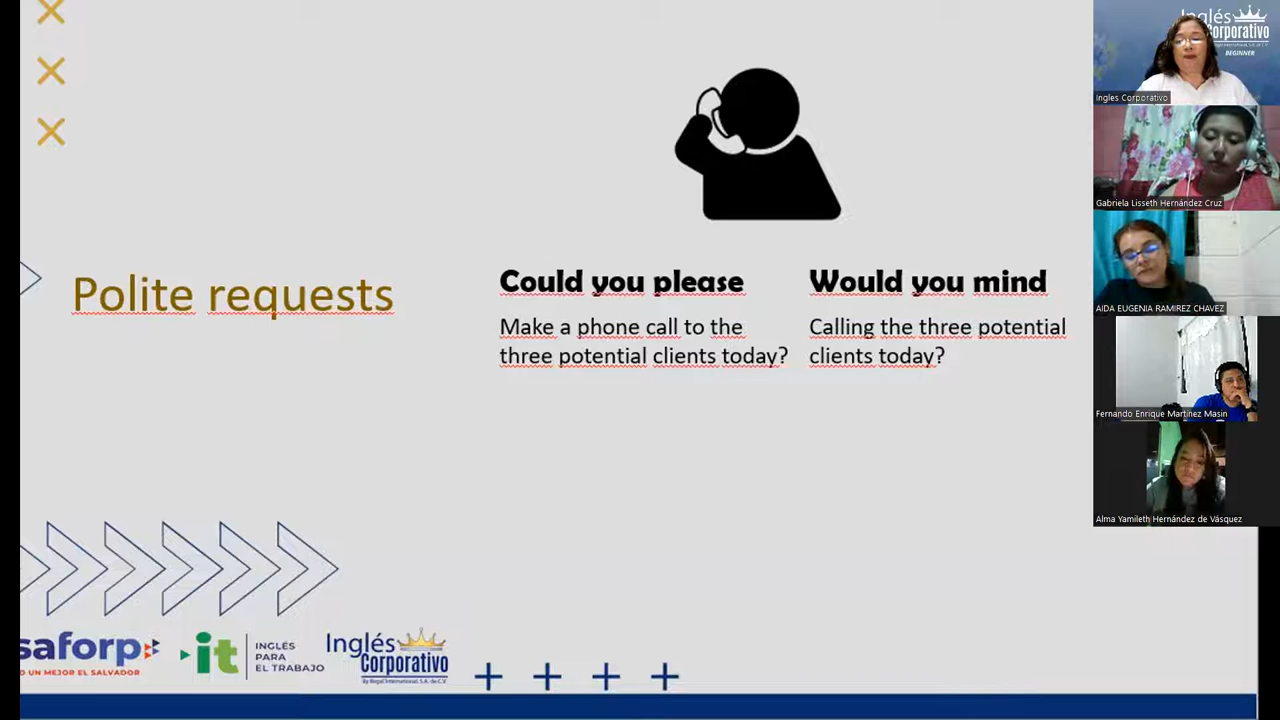 Polite requests
Could you please
Make a phone call to the
three potential clients today?
Would you mind
Calling the three potential
clients today?
saforp
O UN MEJOR EL SALVADOR
it
INGLÉS
PARA
EL TRABAJO
Inglés
Corporativo
Inglés
Corporativo
BEGINNER
Ingles Corporativo
Gabriela Lisseth Hernández Cruz
AIDA EUGENIA RAMIREZ CHAVEZ
Fernando Enrique Martínez Masin
Alma Yamileth Hernández de Vásquez